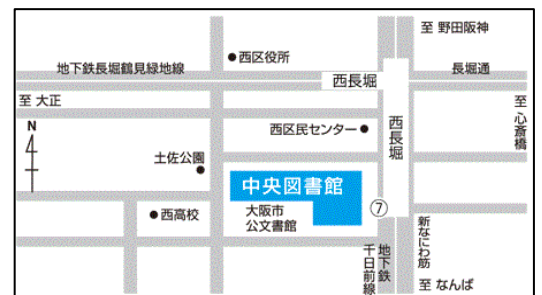 至 野田阪神
西区役所
地下鉄長堀鶴見緑地線
長堀通
西長堀
至 大正
至 心斎橋
N
西区民センター
西長堀
土佐公園
中央図書館
西高校
大阪市
公文書館
⑦
新なにわ筋
地下鉄
千日前線
至 なんば